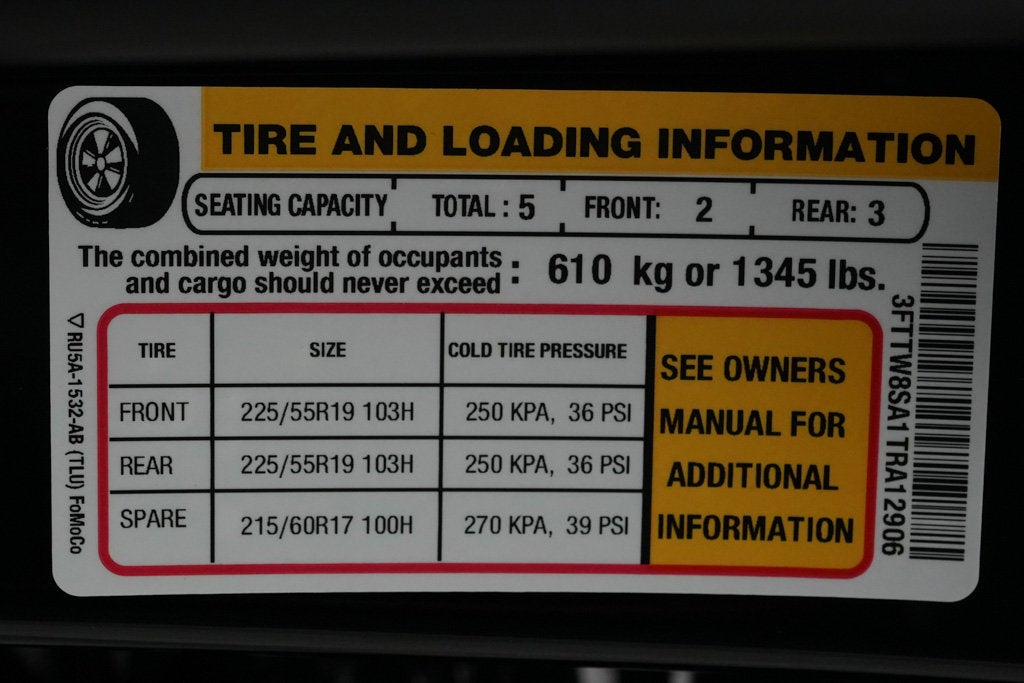 TIRE AND LOADING INFORMATION
SEATING CAPACITY TOTAL : 5 FRONT: 2 REAR: 3
The combined weight of occupants
and cargo should never exceed : 610 kg or 1345 lbs.
TIRE SIZE COLD TIRE PRESSURE
FRONT 225/55R19 103H 250 KPA, 36 PSI
REAR 225/55R19 103H 250 KPA, 36 PSI
SPARE 215/60R17 100H 270 KPA, 39 PSI
SEE OWNERS
MANUAL FOR
ADDITIONAL
INFORMATION
3FTTTW8SA1TRA12906
RU5A-1532-AB (TLU) FoMoCo